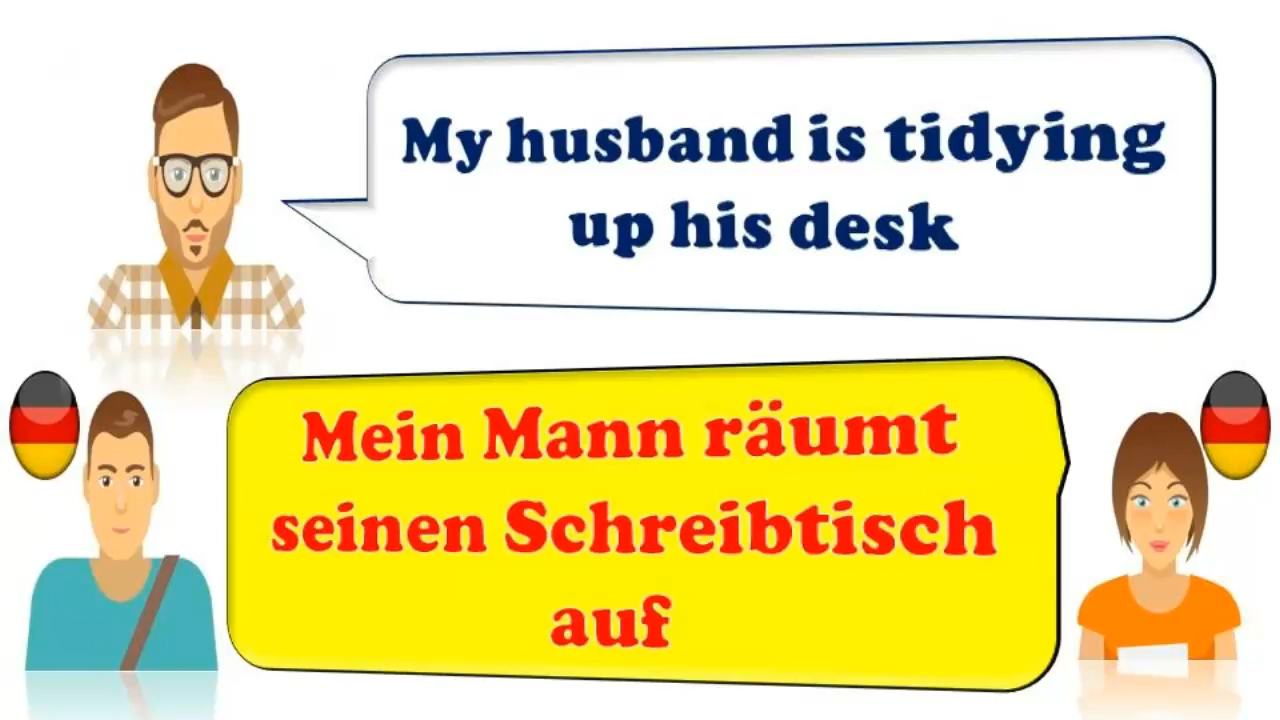 My husband is tidying
up his desk
Mein Mann räumt
seinen Schreibtisch
auf